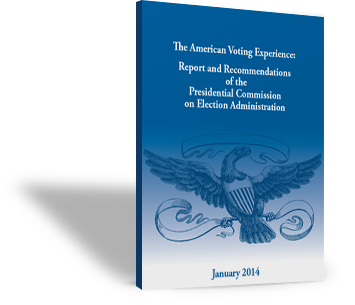 The American Voting Experience:
Report and Recommendations
of the
Presidential Commission
on Election Administration
January 2014